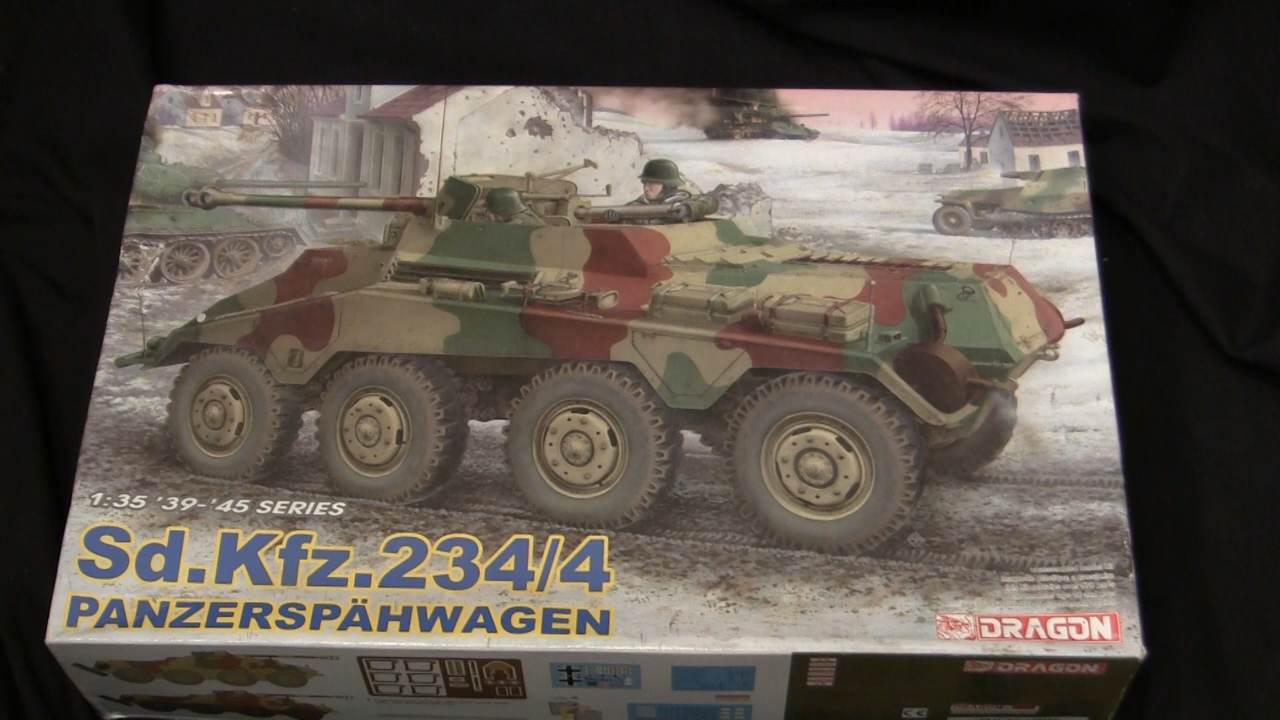 1:35 '39-'45 SERIES
Sd.Kfz.234/4
PANZERSPÄHWAGEN
DRAGON
DRAGON